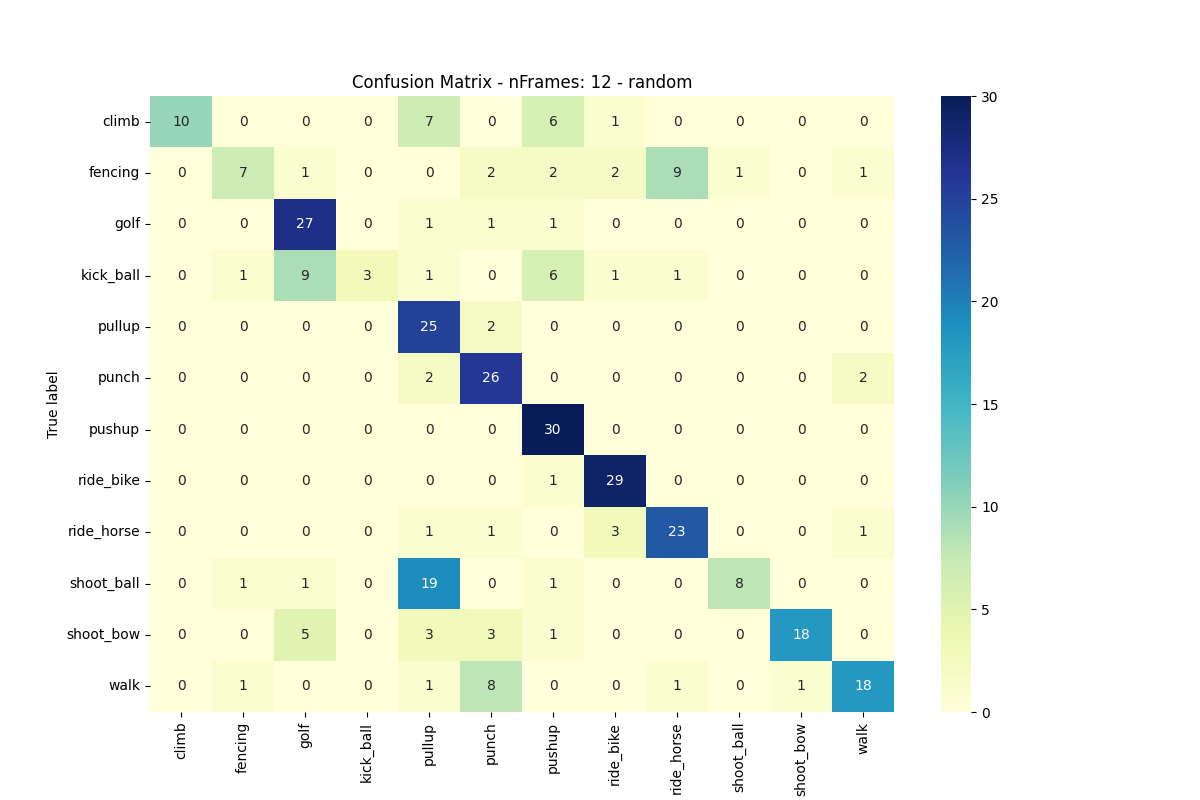 Confusion Matrix - nFrames: 12 - random
True label
climb 10 0 0 0 7 0 6 1 0 0 0 0
fencing 0 7 1 0 0 2 2 2 9 1 0 1
golf 0 0 27 0 1 1 1 0 0 0 0 0
kick_ball 0 1 9 3 1 0 6 1 1 0 0 0
pullup 0 0 0 0 25 2 0 0 0 0 0 0
punch 0 0 0 0 2 26 0 0 0 0 0 2
pushup 0 0 0 0 0 0 30 0 0 0 0 0
ride_bike 0 0 0 0 0 0 1 29 0 0 0 0
ride_horse 0 0 0 0 1 1 0 3 23 0 0 1
shoot_ball 0 1 1 0 19 0 1 0 0 8 0 0
shoot_bow 0 0 5 0 3 3 1 0 0 0 18 0
walk 0 1 0 0 1 8 0 0 1 0 1 18
climb fencing golf kick_ball pullup punch pushup ride_bike ride_horse shoot_ball shoot_bow walk
30
25
20
15
10
5
0